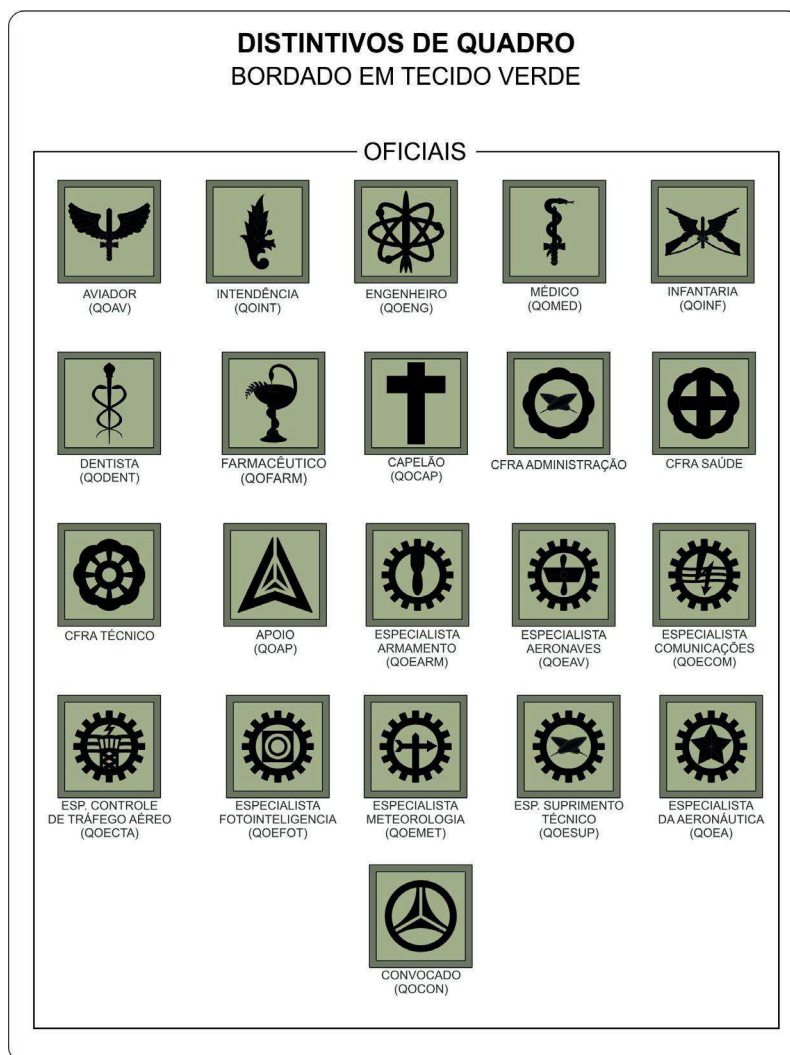 DISTINTIVOS DE QUADRO
BORDADO EM TECIDO VERDE
OFICIAIS
AVIADOR
(QOAV)
INTENDÊNCIA
(QOINT)
ENGENHEIRO
(QOENG)
MÉDICO
(QOMED)
INFANTARIA
(QOINF)
DENTISTA
(QODENT)
FARMACÊUTICO
(QOFARM)
CAPELÃO
(QOCAP)
CFRA ADMINISTRAÇÃO
CFRA SAÚDE
CFRA TÉCNICO
APOIO
(QOAP)
ESPECIALISTA
ARMAMENTO
(QOEARM)
ESPECIALISTA
AERONAVES
(QOEAV)
ESPECIALISTA
COMUNICAÇÕES
(QOECOM)
ESP. CONTROLE
DE TRÁFEGO AÉREO
(QOECTA)
ESPECIALISTA
FOTOINTELIGENCIA
(QOEFOT)
ESPECIALISTA
METEOROLOGIA
(QOEMET)
ESP. SUPRIMENTO
TÉCNICO
(QOESUP)
ESPECIALISTA
DA AERONÁUTICA
(QOEA)
CONVOCADO
(QOCON)